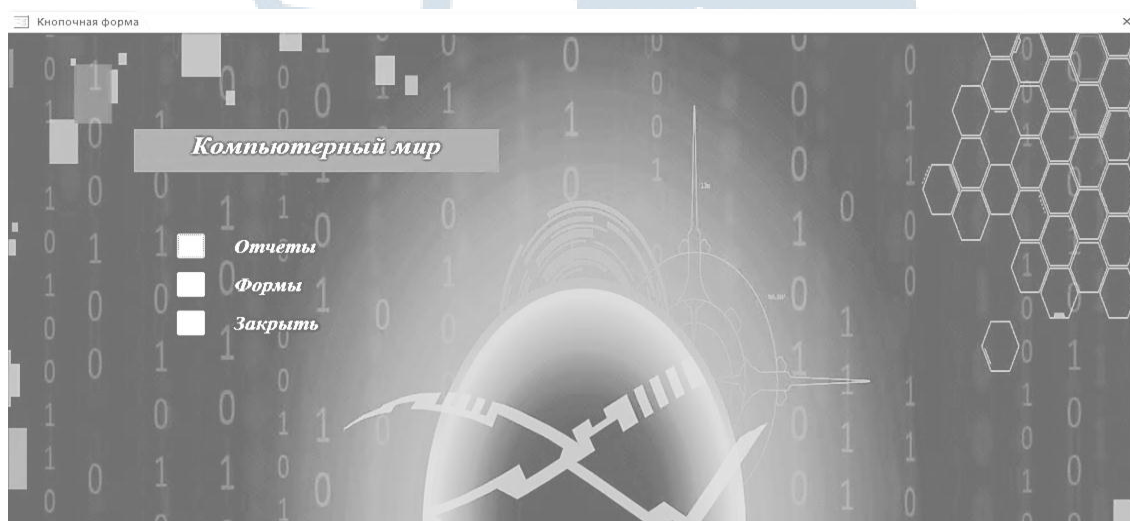 Кнопочная форма
Компьютерный мир
Отчеты
Формы
Закрыть